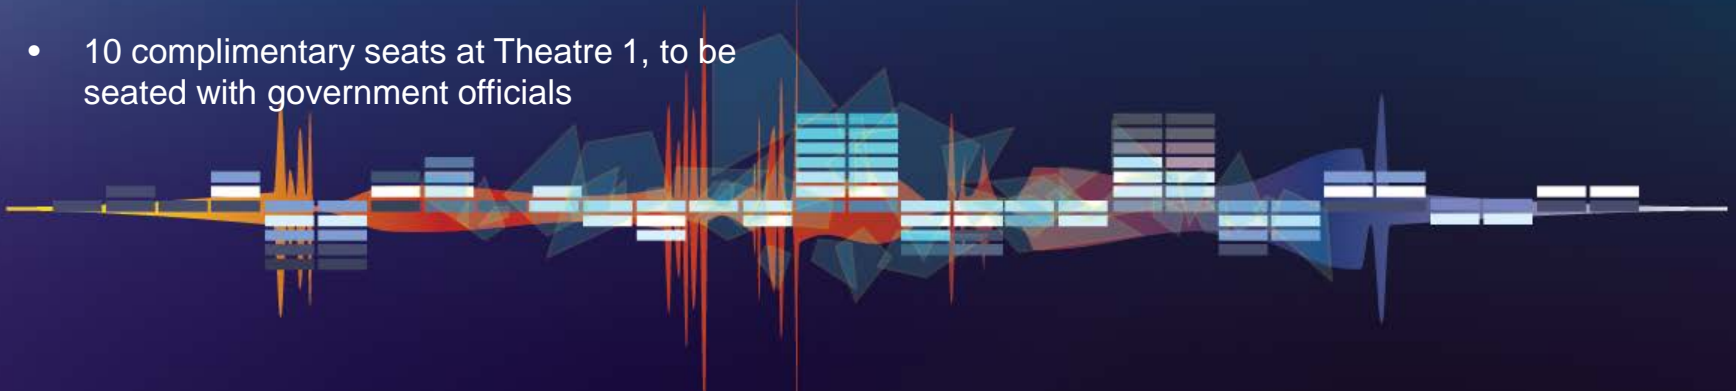 • 10 complimentary seats at Theatre 1, to be
seated with government officials